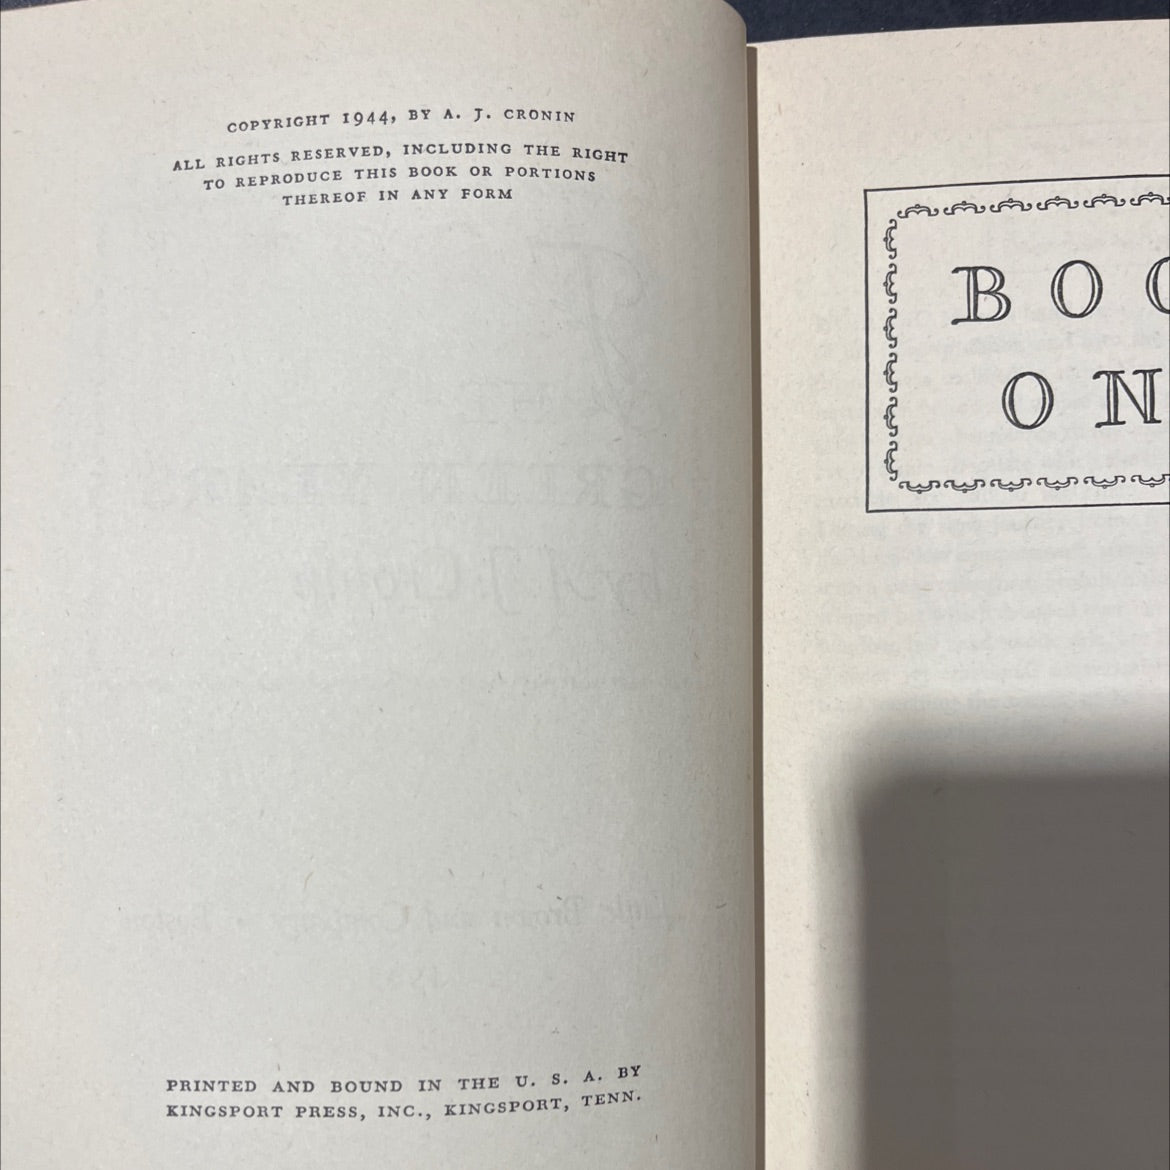 COPYRIGHT 1944, BY A. J. CRONIN
ALL RIGHTS RESERVED, INCLUDING THE RIGHT
TO REPRODUCE THIS BOOK OR PORTIONS
THEREOF IN ANY FORM
PRINTED AND BOUND IN THE U. S. A. BY
KINGSPORT PRESS, INC., KINGSPORT, TENN.
BOO
ON